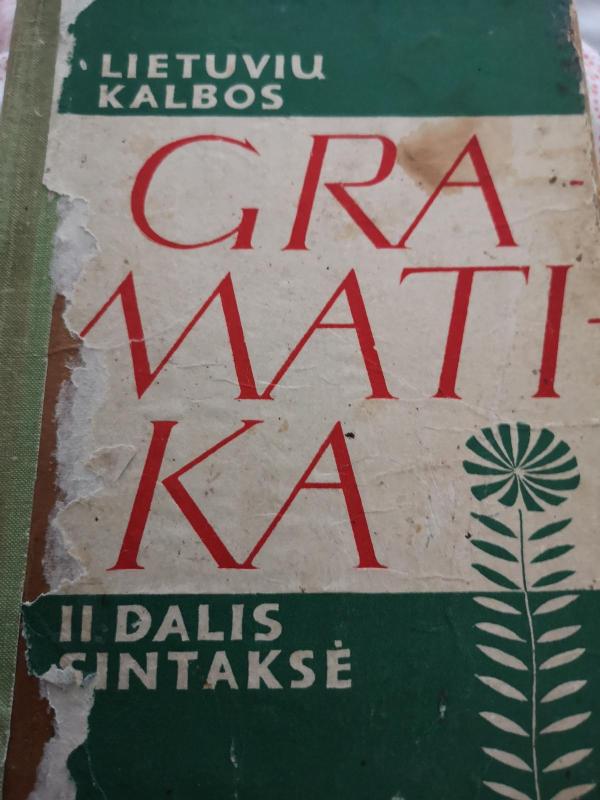 LIETUVIŲ
KALBOS
GRA-
MATI-
KA
II DALIS
SINTAKSĖ